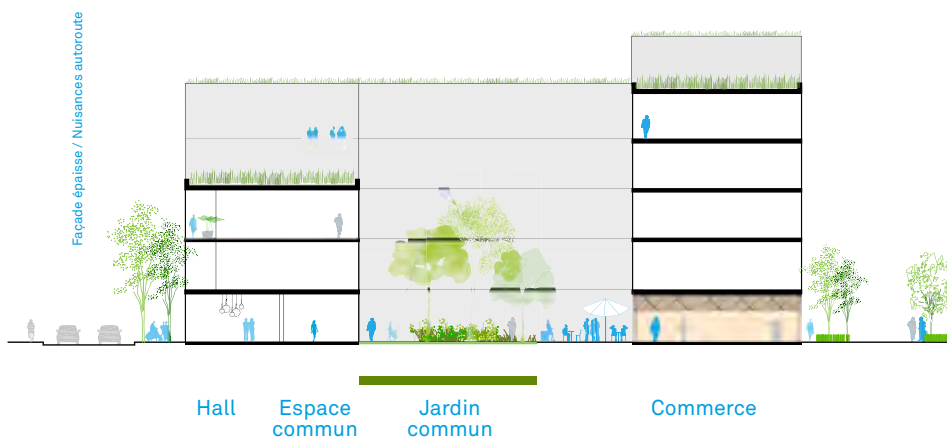 Façade épaisse / Nuisances autoroute
Hall
Espace
commun
Jardin
commun
Commerce